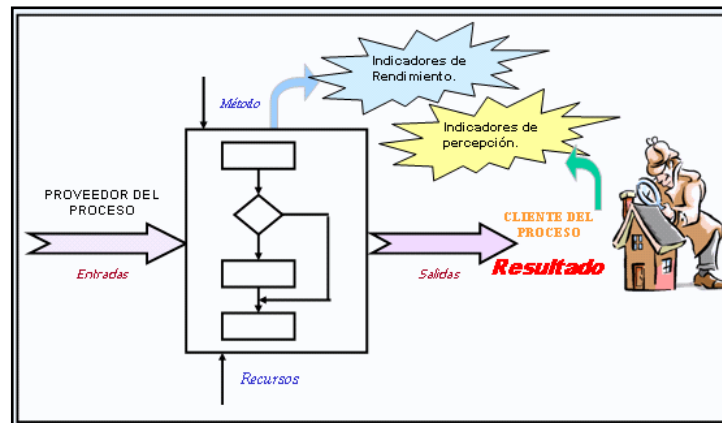 Indicadores de
Rendimiento.
Método
Indicadores de
percepción.
PROVEEDOR DEL
PROCESO
CLIENTE DEL
PROCESO
Entradas
Salidas
Resultado
Recursos